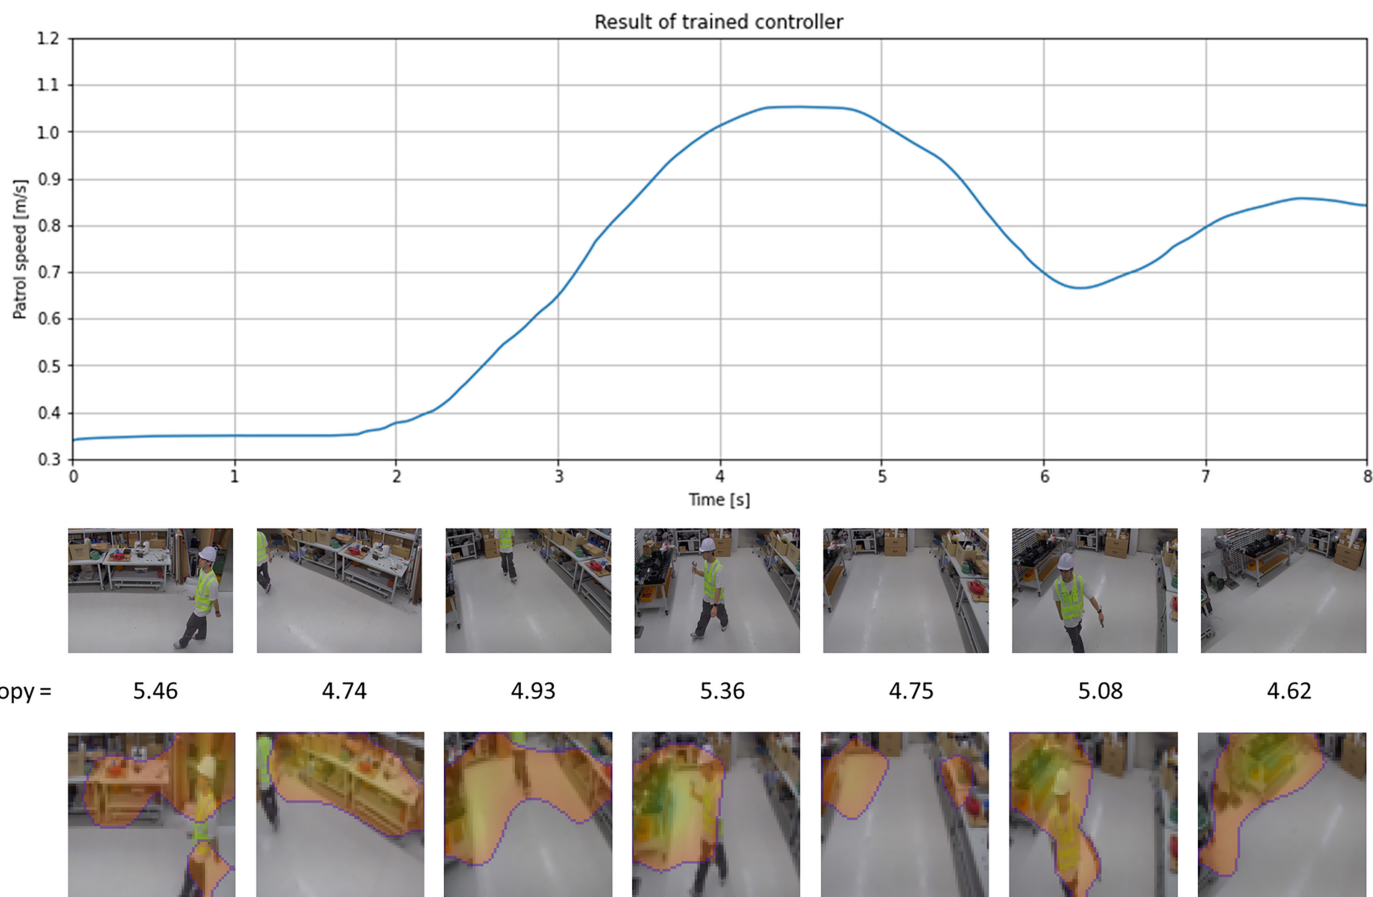 Result of trained controller
1.2
1.1
1.0
0.9
0.8
0.7
0.6
0.5
0.4
0.3
Patrol speed [m/s]
0 1 2 3 4 5 6 7 8
Time [s]
opy = 5.46 4.74 4.93 5.36 4.75 5.08 4.62